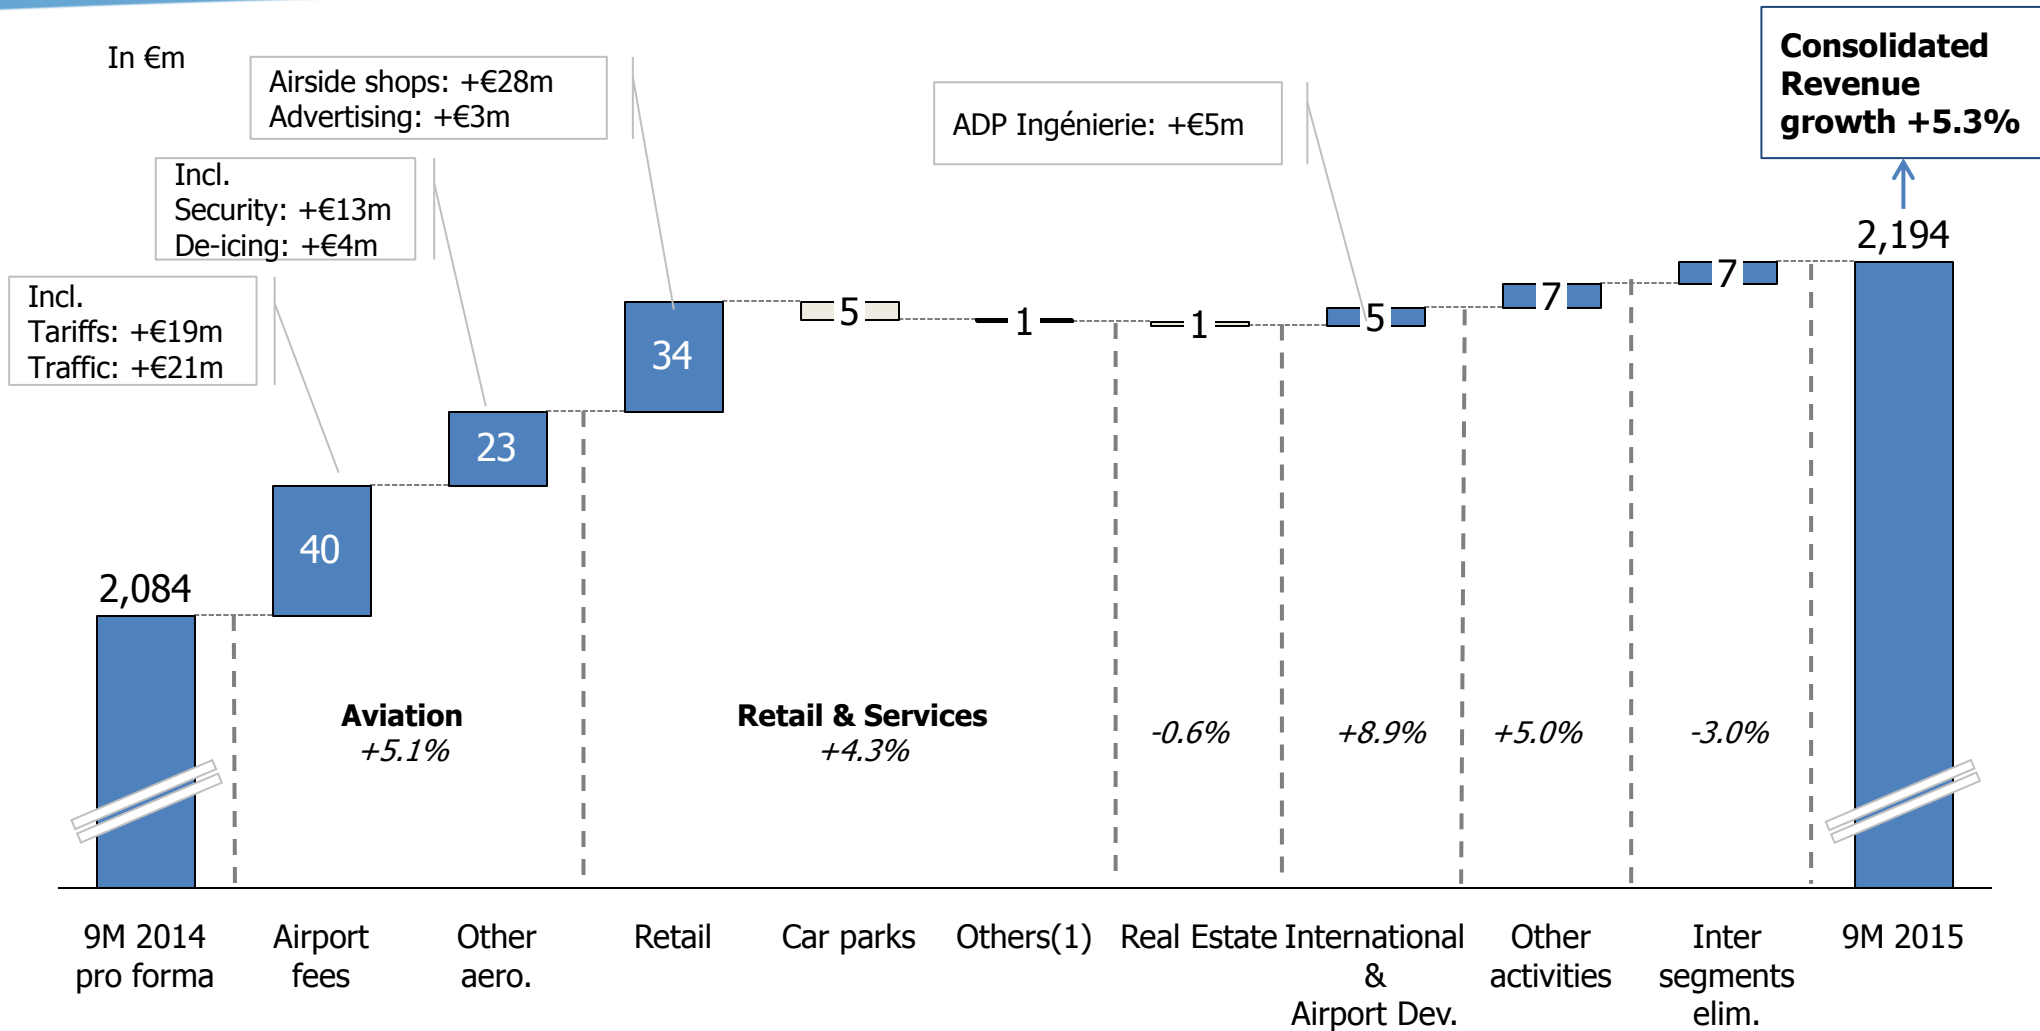 In €m
Airside shops: +€28m
Advertising: +€3m
ADP Ingénierie: +€5m
Consolidated
Revenue
growth +5.3%
Incl.
Security: +€13m
De-icing: +€4m
Incl.
Tariffs: +€19m
Traffic: +€21m
2,084
40
23
34
5
1
1
5
7
7
2,194
Aviation
+5.1%
Retail & Services
+4.3%
-0.6%
+8.9%
+5.0%
-3.0%
9M 2014
pro forma
Airport
fees
Other
aero.
Retail
Car parks
Others(1)
Real Estate
International
&
Airport Dev.
Other
activities
Inter
segments
elim.
9M 2015